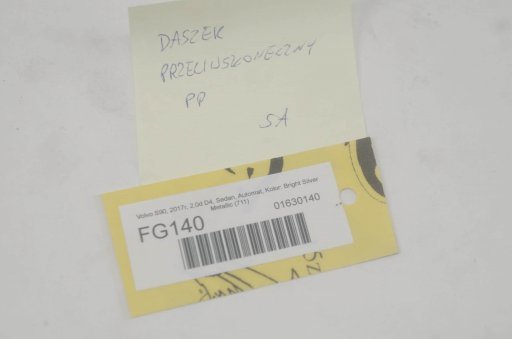 DASZEK
PRZECIWSŁONECZNY
PP
SA
Volvo S90, 2017r, 2.0d D4, Sedan, Automat, Kolor: Bright Silver
Metallic (711)
FG140
01630140